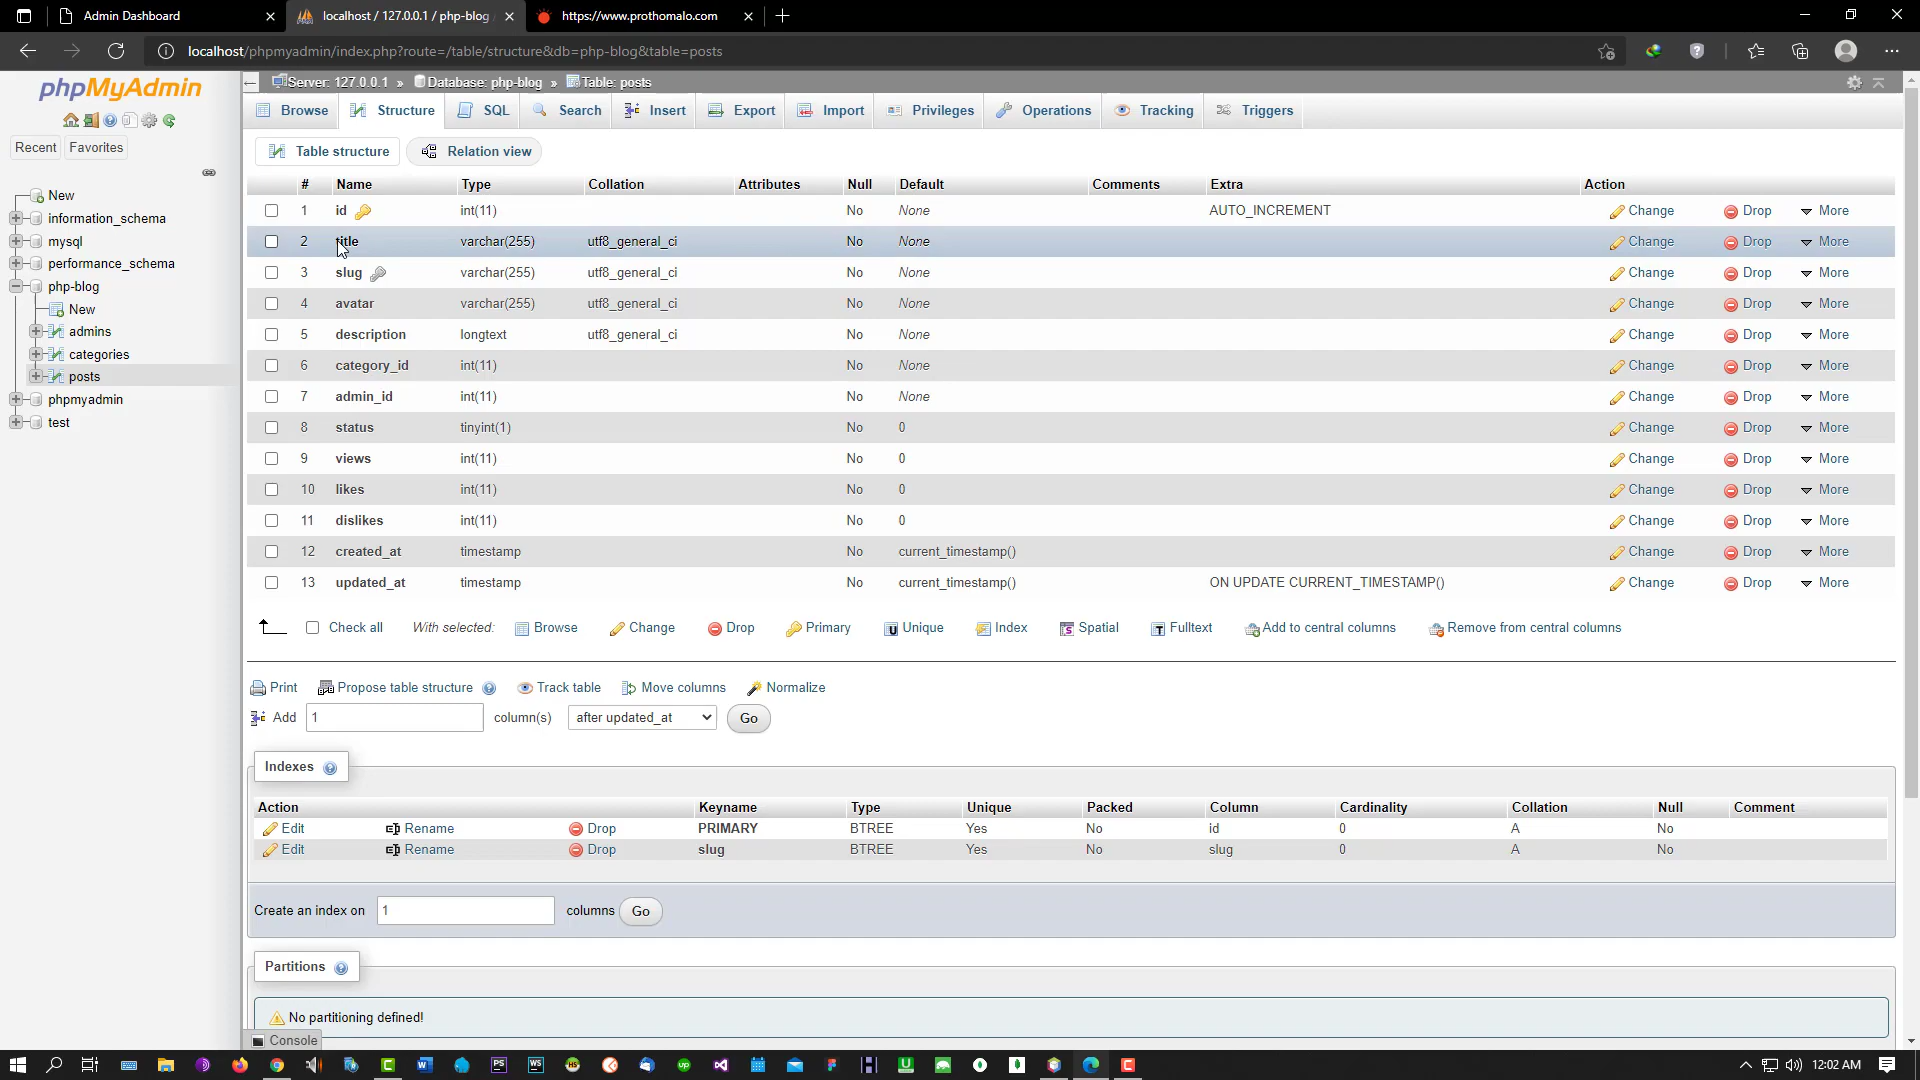 Admin Dashboard
localhost / 127.0.0.1 / php-blog
https://www.prothomalo.com
localhost/phpmyadmin/index.php?route=/table/structure&db=php-blog&table=posts
phpMyAdmin
Recent Favorites
New
information_schema
mysql
performance_schema
php-blog
New
admins
categories
posts
phpmyadmin
test
Server: 127.0.0.1 » Database: php-blog » Table: posts
Browse Structure SQL Search Insert Export Import Privileges Operations Tracking Triggers
Table structure Relation view
# Name Type Collation Attributes Null Default Comments Extra Action
1 id int(11) No None AUTO_INCREMENT Change Drop More
2 title varchar(255) utf8_general_ci No None Change Drop More
3 slug varchar(255) utf8_general_ci No None Change Drop More
4 avatar varchar(255) utf8_general_ci No None Change Drop More
5 description longtext utf8_general_ci No None Change Drop More
6 category_id int(11) No None Change Drop More
7 admin_id int(11) No None Change Drop More
8 status tinyint(1) No 0 Change Drop More
9 views int(11) No 0 Change Drop More
10 likes int(11) No 0 Change Drop More
11 dislikes int(11) No 0 Change Drop More
12 created_at timestamp No current_timestamp() Change Drop More
13 updated_at timestamp No current_timestamp() ON UPDATE CURRENT_TIMESTAMP() Change Drop More
Check all With selected: Browse Change Drop Primary Unique Index Spatial Fulltext Add to central columns Remove from central columns
Print Propose table structure Track table Move columns Normalize
Add 1 column(s) after updated_at Go
Indexes
Action Keyname Type Unique Packed Column Cardinality Collation Null Comment
Edit Rename Drop PRIMARY BTREE Yes No id 0 A No
Edit Rename Drop slug BTREE Yes No slug 0 A No
Create an index on 1 columns Go
Partitions
No partitioning defined!
Console
12:02 AM